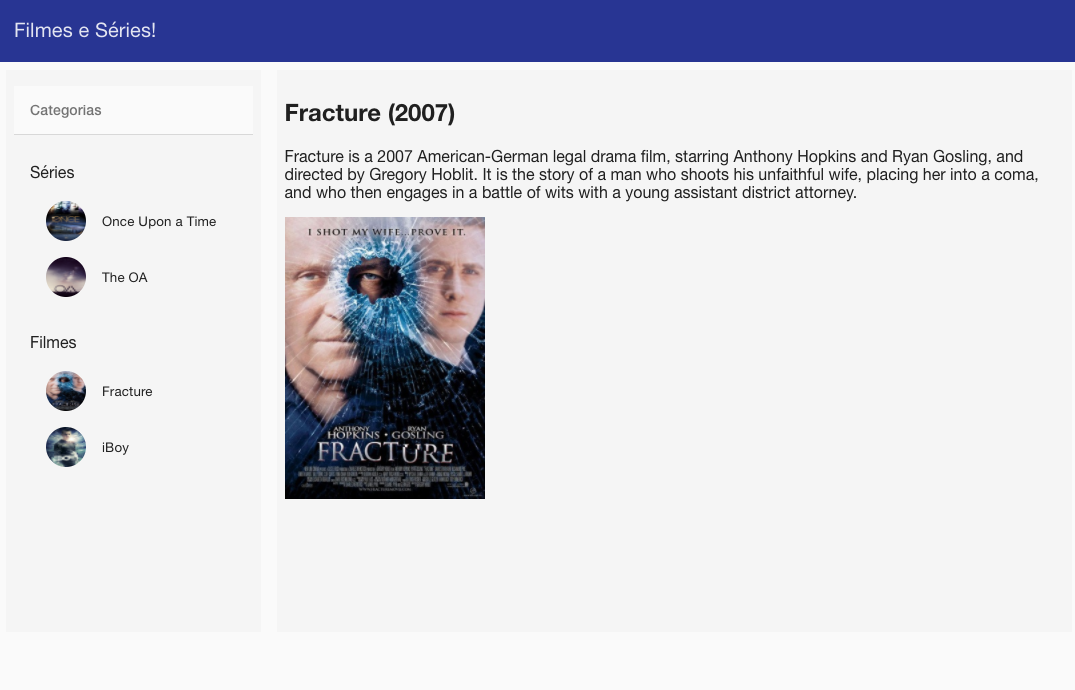 Filmes e Séries!
Categorias
Séries
Once Upon a Time
The OA
Filmes
Fracture
iBoy
Fracture (2007)
Fracture is a 2007 American-German legal drama film, starring Anthony Hopkins and Ryan Gosling, and
directed by Gregory Hoblit. It is the story of a man who shoots his unfaithful wife, placing her into a coma,
and who then engages in a battle of wits with a young assistant district attorney.
I SHOT MY WIFE...PROVE IT.
ANTHONY HOPKINS • RYAN GOSLING
FRACTURE